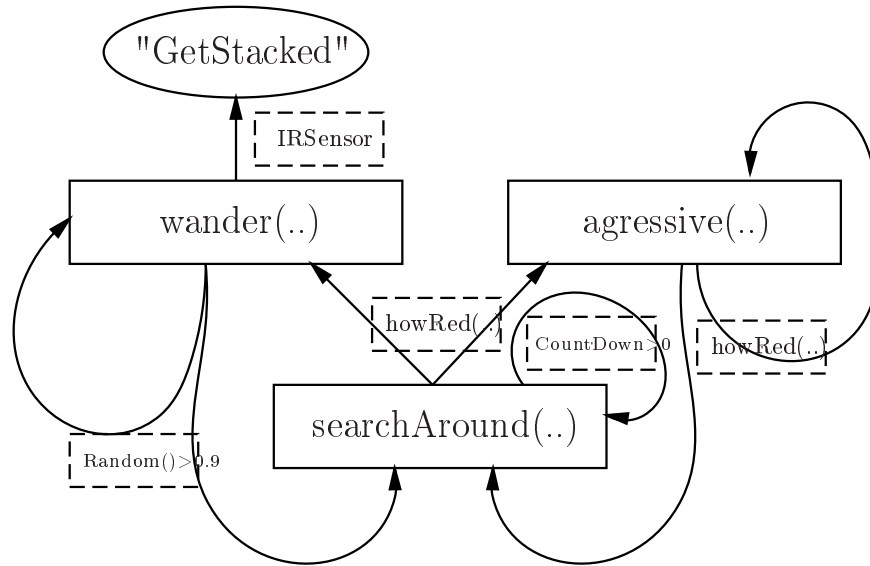 "GetStacked"
IRSensor
wander(..)
agressive(..)
howRed(..)
CountDown>0
howRed(..)
searchAround(..)
Random()>0.9